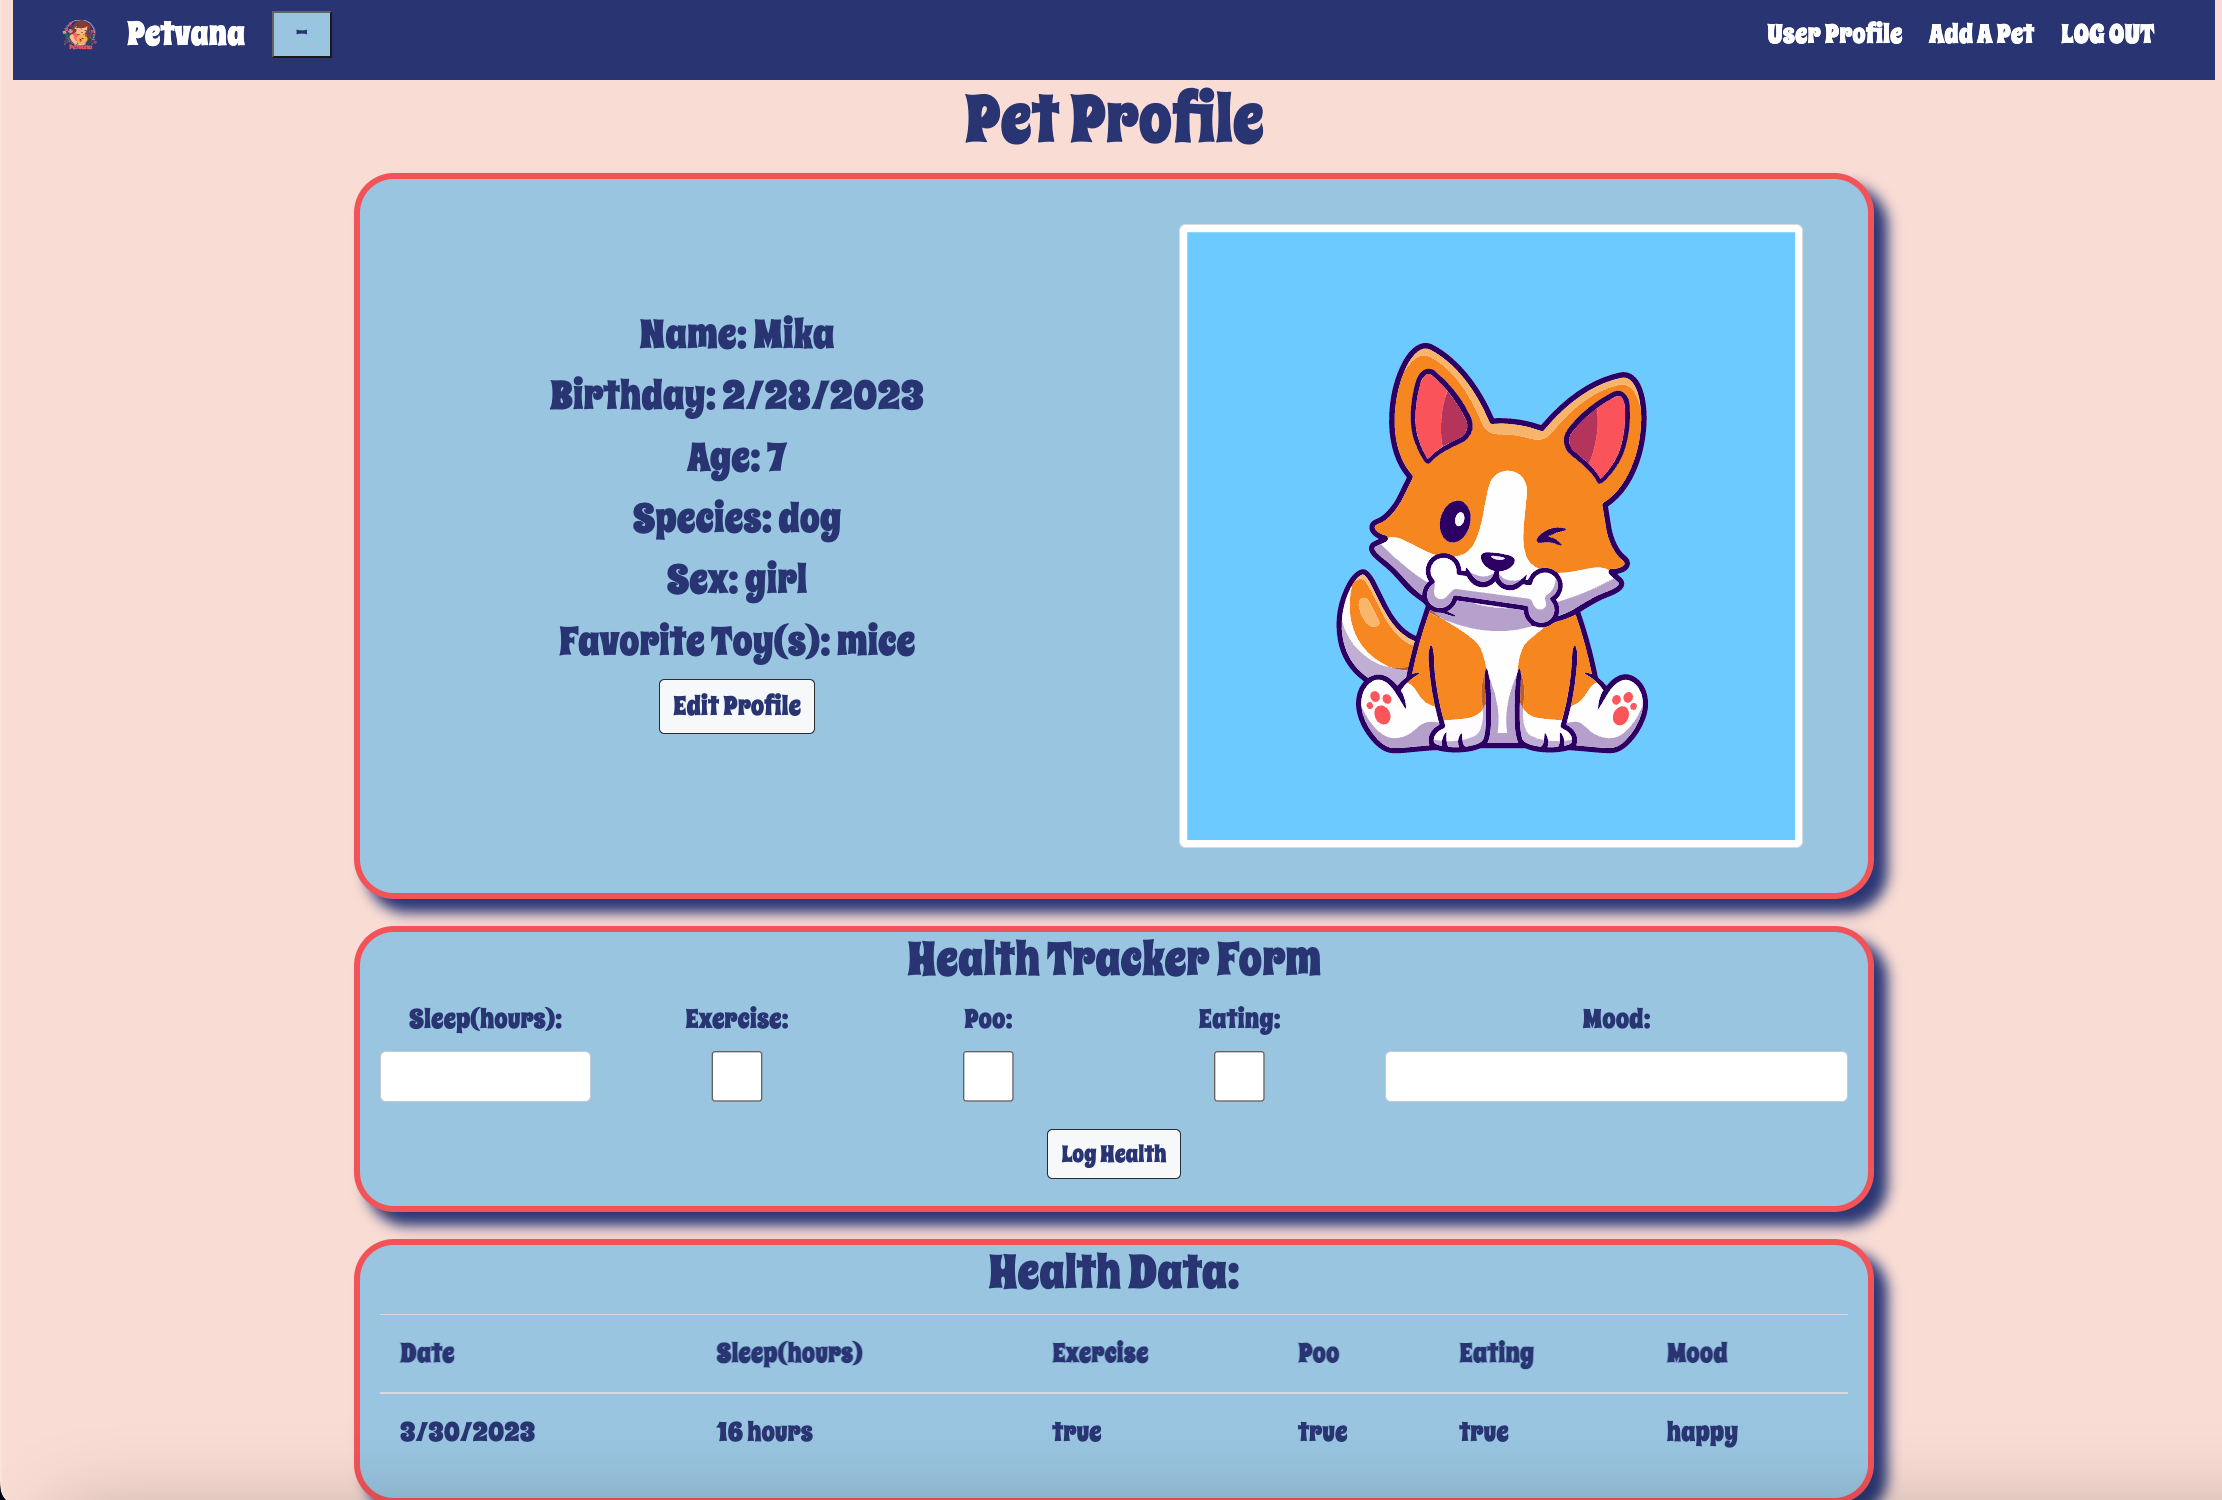 Petvana
-
User Profile
Add A Pet
LOG OUT
Pet Profile
Name: Mika
Birthday: 2/28/2023
Age: 7
Species: dog
Sex: girl
Favorite Toy(s): mice
Edit Profile
Health Tracker Form
Sleep(hours): Exercise: Poo: Eating: Mood:
Log Health
Health Data:
Date Sleep(hours) Exercise Poo Eating Mood
3/30/2023 16 hours true true true happy